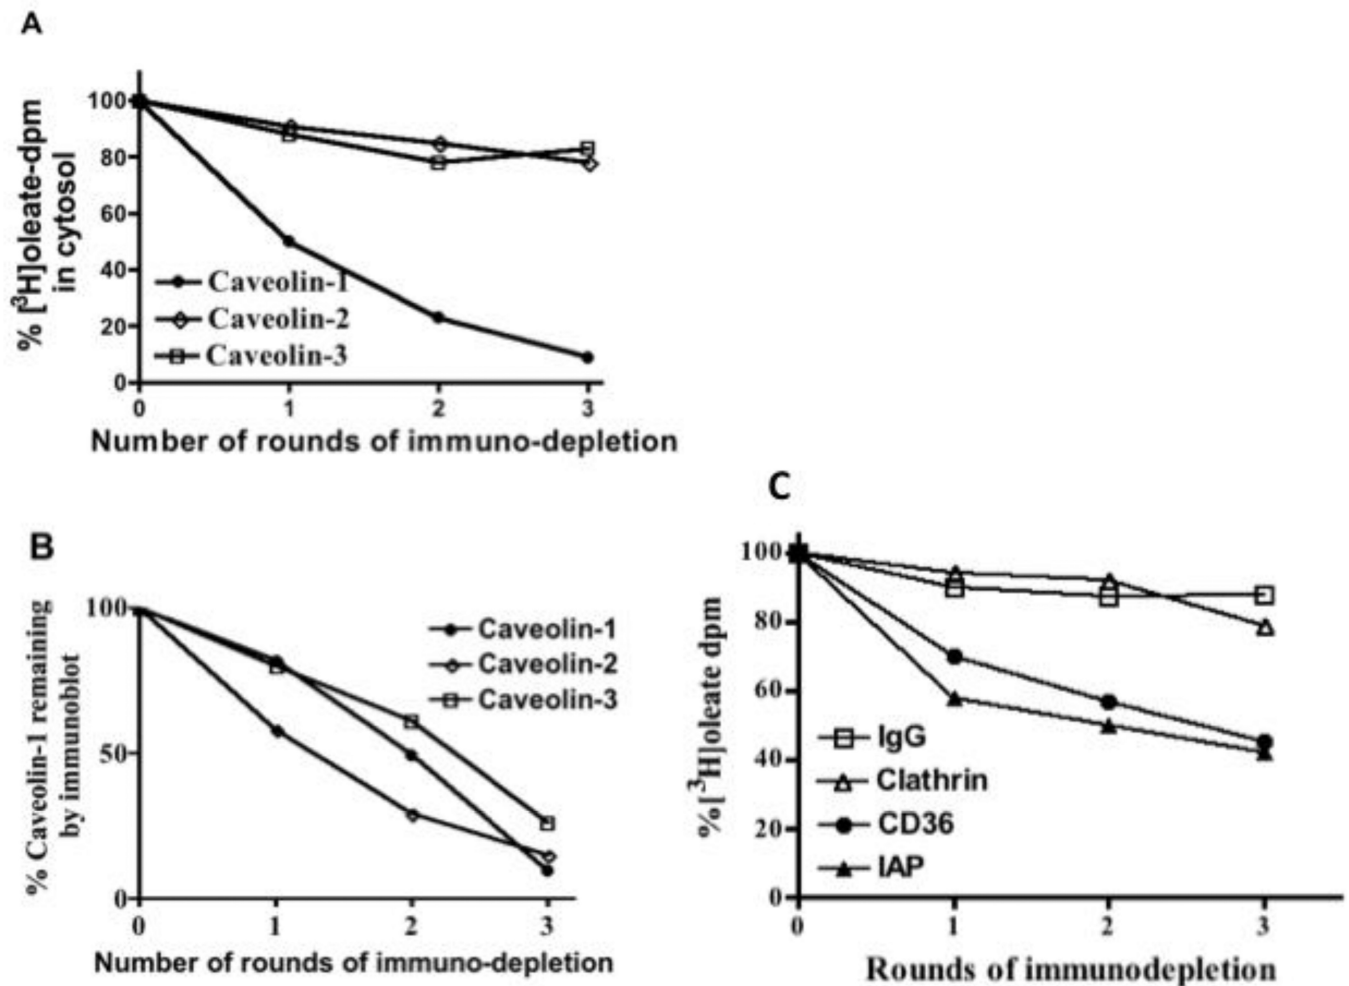 A
% [³H]oleate-dpm
in cytosol
100
80
60
40
20
0
Caveolin-1
Caveolin-2
Caveolin-3
0 1 2 3
Number of rounds of immuno-depletion
B
% Caveolin-1 remaining
by immunoblot
100
50
0
Caveolin-1
Caveolin-2
Caveolin-3
0 1 2 3
Number of rounds of immuno-depletion
C
%[³H]oleate dpm
100
80
60
40
20
0
IgG
Clathrin
CD36
IAP
0 1 2 3
Rounds of immunodepletion